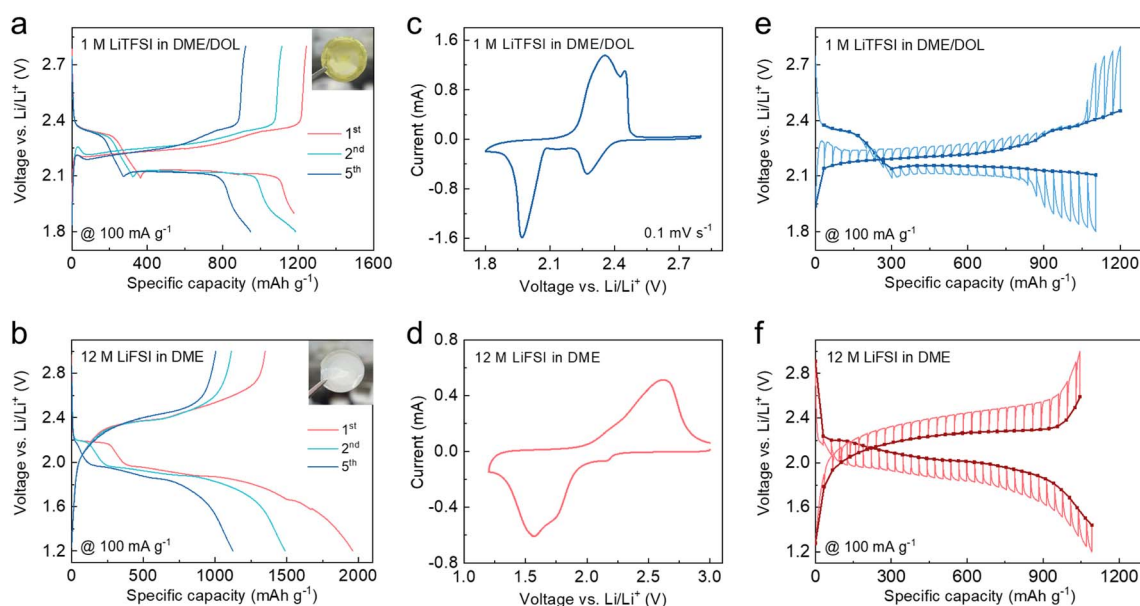 a
1 M LiTFSI in DME/DOL
Voltage vs. Li/Li⁺ (V)
2.7
2.4
2.1
1.8
1ˢᵗ
2ⁿᵈ
5ᵗʰ
@ 100 mA g⁻¹
0 400 800 1200 1600
Specific capacity (mAh g⁻¹)
c
1 M LiTFSI in DME/DOL
Current (mA)
1.6
0.8
0.0
-0.8
-1.6
0.1 mV s⁻¹
1.8 2.1 2.4 2.7
Voltage vs. Li/Li⁺ (V)
e
1 M LiTFSI in DME/DOL
Voltage vs. Li/Li⁺ (V)
2.7
2.4
2.1
1.8
@ 100 mA g⁻¹
0 300 600 900 1200
Specific capacity (mAh g⁻¹)
b
12 M LiFSI in DME
Voltage vs. Li/Li⁺ (V)
2.8
2.4
2.0
1.6
1.2
1ˢᵗ
2ⁿᵈ
5ᵗʰ
@ 100 mA g⁻¹
0 500 1000 1500 2000
Specific capacity (mAh g⁻¹)
d
12 M LiFSI in DME
Current (mA)
0.8
0.4
0.0
-0.4
-0.8
1.0 1.5 2.0 2.5 3.0
Voltage vs. Li/Li⁺ (V)
f
12 M LiFSI in DME
Voltage vs. Li/Li⁺ (V)
2.8
2.4
2.0
1.6
1.2
@ 100 mA g⁻¹
0 300 600 900 1200
Specific capacity (mAh g⁻¹)